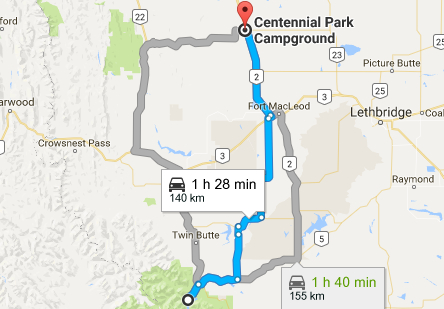 22
Centennial Park
Campground
2
Picture Butte
arwood
Fort MacLeod
3
Lethbridge
Coal
3
Crowsnest Pass
3
2
1 h 28 min
140 km
Raymond
Twin Butte
5
1 h 40 min
155 km